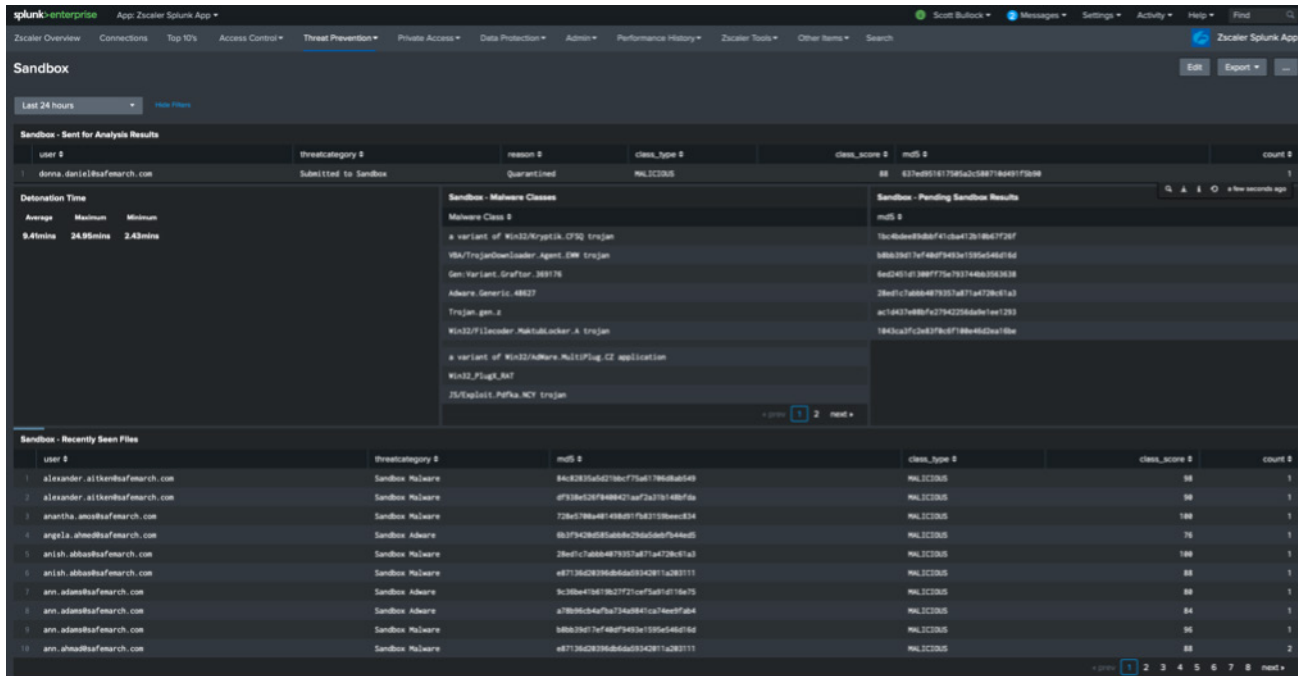 splunk>enterprise App: Zscaler Splunk App Scott Bullock 2 Messages Settings Activity Help Find
Zscaler Overview Connections Top 10's Access Control Threat Prevention Private Access Data Protection Admin Performance History Zscaler Tools Other Items Search Zscaler Splunk App
Sandbox Edit Export ...
Last 24 hours Hide Filters
Sandbox - Sent for Analysis Results
user threatcategory reason class_type class_score md5 count
1 donna.daniel@safemarch.com Submitted to Sandbox Quarantined MALICIOUS 88 1
Detonation Time
Average Maximum Minimum
9.41mins 24.95mins 2.43mins
Sandbox - Malware Classes
Malware Class
a variant of Win32/Kryptik.CFSQ trojan
VBA/TrojanDownloader.Agent.EWW trojan
Gen:Variant.Graftor.369176
Adware.Generic.48627
Trojan.gen.z
Win32/Filecoder.MaktubLocker.A trojan
a variant of Win32/AdWare.MultiPlug.CZ application
Win32_PlugX_RAT
JS/Exploit.Pdfka.NCY trojan
« prev 1 2 next »
Sandbox - Pending Sandbox Results
a few seconds ago
md5
Sandbox - Recently Seen Files
user threatcategory md5 class_type class_score count
1 alexander.aitken@safemarch.com Sandbox Malware MALICIOUS 98 1
2 alexander.aitken@safemarch.com Sandbox Malware MALICIOUS 90 1
3 anantha.amos@safemarch.com Sandbox Malware MALICIOUS 100 1
4 angela.ahmed@safemarch.com Sandbox Adware MALICIOUS 76 1
5 anish.abbas@safemarch.com Sandbox Malware MALICIOUS 100 1
6 anish.abbas@safemarch.com Sandbox Malware MALICIOUS 88 1
7 ann.adams@safemarch.com Sandbox Adware MALICIOUS 80 1
8 ann.adams@safemarch.com Sandbox Adware MALICIOUS 84 1
9 ann.adams@safemarch.com Sandbox Malware MALICIOUS 96 1
10 ann.ahmad@safemarch.com Sandbox Malware MALICIOUS 88 2
« prev 1 2 3 4 5 6 7 8 next »